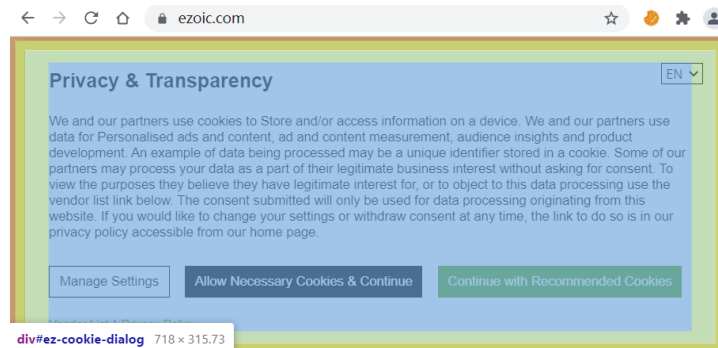 ezoic.com
Privacy & Transparency
EN
We and our partners use cookies to Store and/or access information on a device. We and our partners use
data for Personalised ads and content, ad and content measurement, audience insights and product
development. An example of data being processed may be a unique identifier stored in a cookie. Some of our
partners may process your data as a part of their legitimate business interest without asking for consent. To
view the purposes they believe they have legitimate interest for, or to object to this data processing use the
vendor list link below. The consent submitted will only be used for data processing originating from this
website. If you would like to change your settings or withdraw consent at any time, the link to do so is in our
privacy policy accessible from our home page.
Manage Settings
Allow Necessary Cookies & Continue
Continue with Recommended Cookies
Vendor List | Privacy Policy
div#ez-cookie-dialog 718 × 315.73